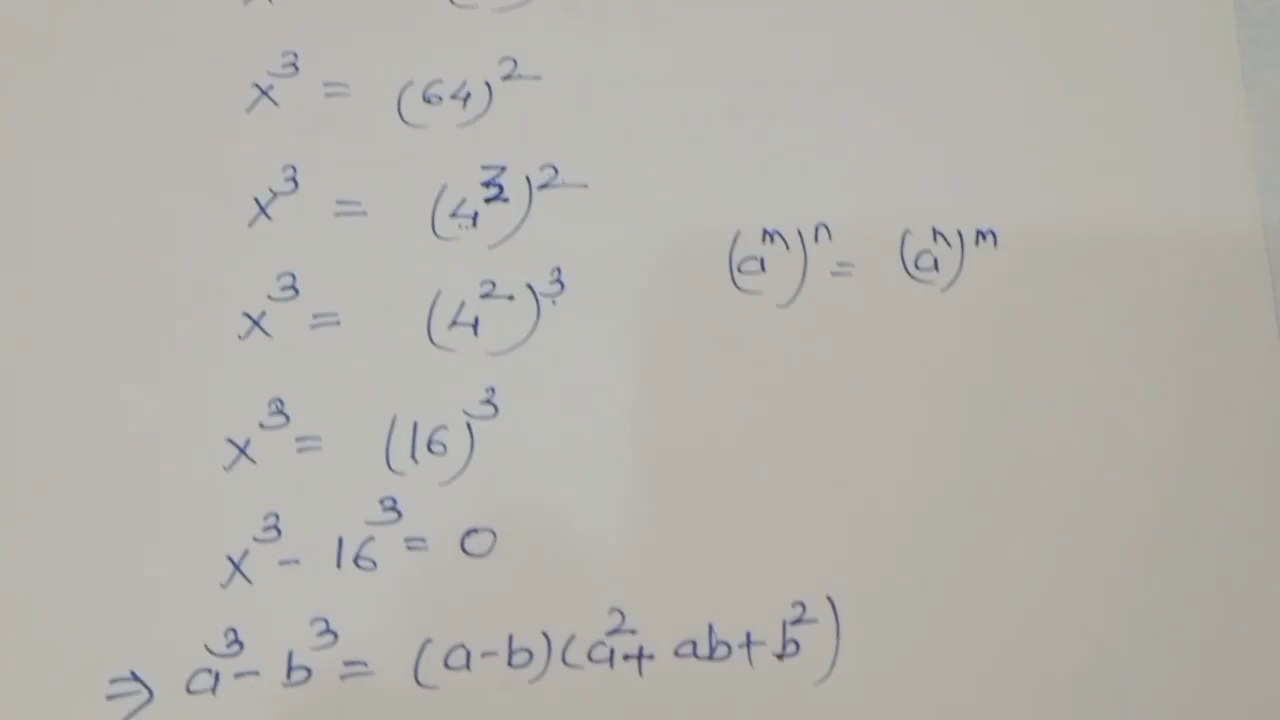 x³ = (64)²
x³ = (4³)²
(aᵐ)ⁿ = (aⁿ)ᵐ
x³ = (4²)³
x³ = (16)³
x³ - 16³ = 0
⇒ a³ - b³ = (a-b)(a² + ab + b²)